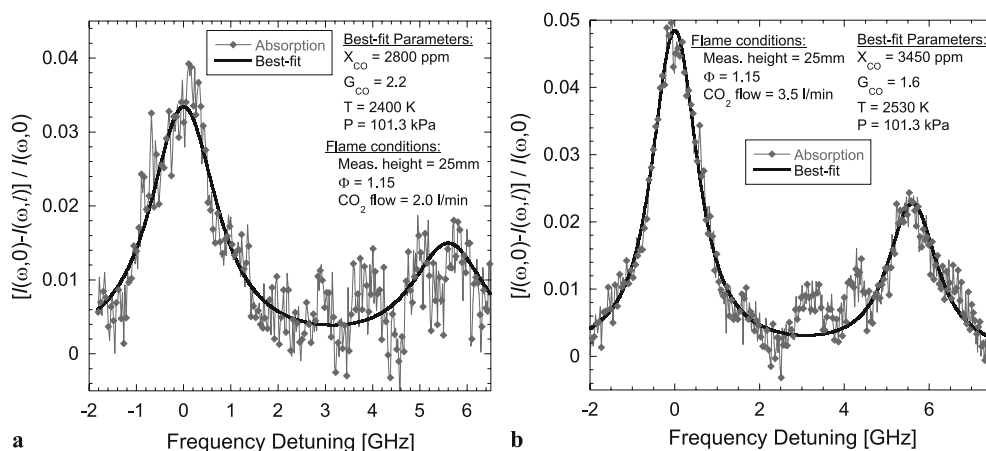 [I(ω,0)-I(ω,l)] / I(ω,0)
0.04
0.03
0.02
0.01
0
Absorption
Best-fit
Best-fit Parameters:
X_CO = 2800 ppm
G_CO = 2.2
T = 2400 K
P = 101.3 kPa
Flame conditions:
Meas. height = 25mm
Φ = 1.15
CO₂ flow = 2.0 l/min
-2 -1 0 1 2 3 4 5 6
Frequency Detuning [GHz]
a
[I(ω,0)-I(ω,l)] / I(ω,0)
0.05
0.04
0.03
0.02
0.01
0.00
Flame conditions:
Meas. height = 25mm
Φ = 1.15
CO₂ flow = 3.5 l/min
Best-fit Parameters:
X_CO = 3450 ppm
G_CO = 1.6
T = 2530 K
P = 101.3 kPa
Absorption
Best-fit
-2 0 2 4 6
Frequency Detuning [GHz]
b